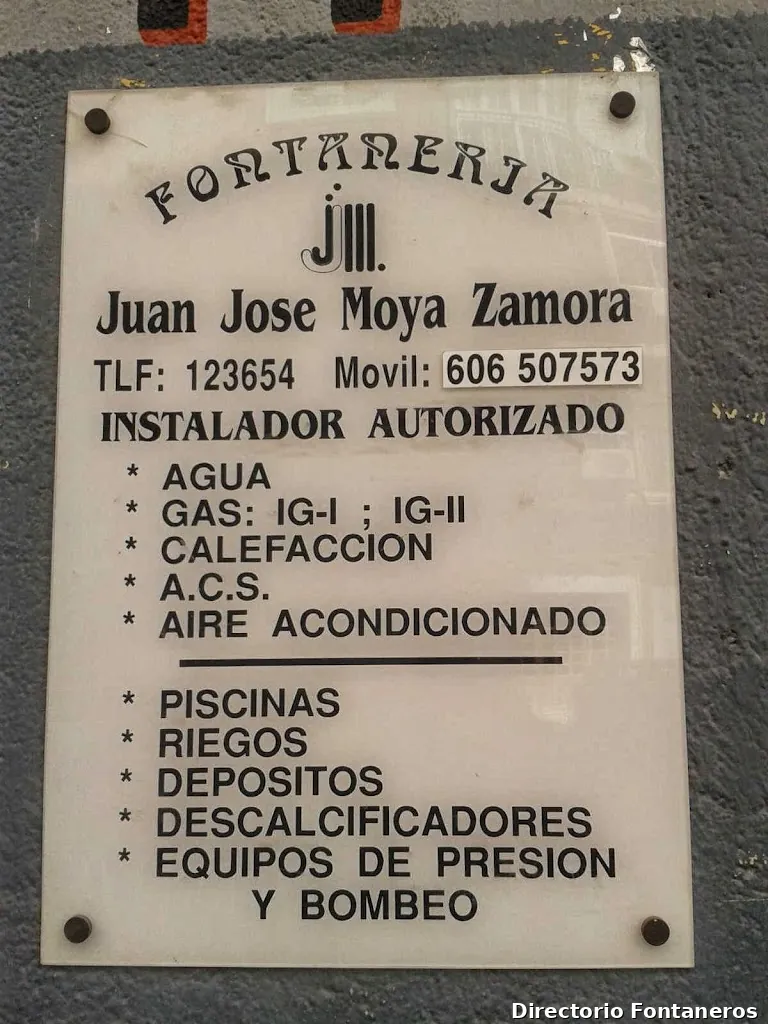 FONTANERIA
jm.
Juan Jose Moya Zamora
TLF: 123654 Movil: 606 507573
INSTALADOR AUTORIZADO
* AGUA
* GAS: IG-I ; IG-II
* CALEFACCION
* A.C.S.
* AIRE ACONDICIONADO
* PISCINAS
* RIEGOS
* DEPOSITOS
* DESCALCIFICADORES
* EQUIPOS DE PRESION
Y BOMBEO
Directorio Fontaneros